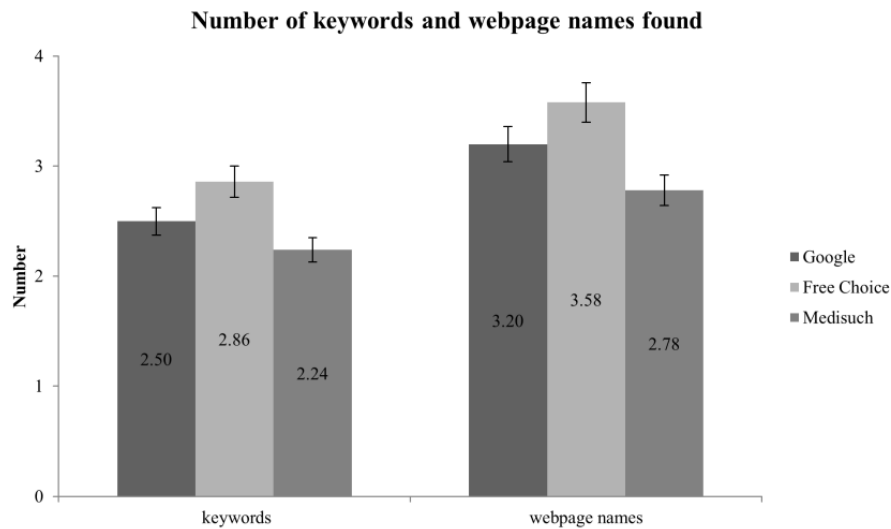 Number of keywords and webpage names found
4
3
2
1
0
Number
2.50
2.86
2.24
3.20
3.58
2.78
keywords
webpage names
Google
Free Choice
Medisuch